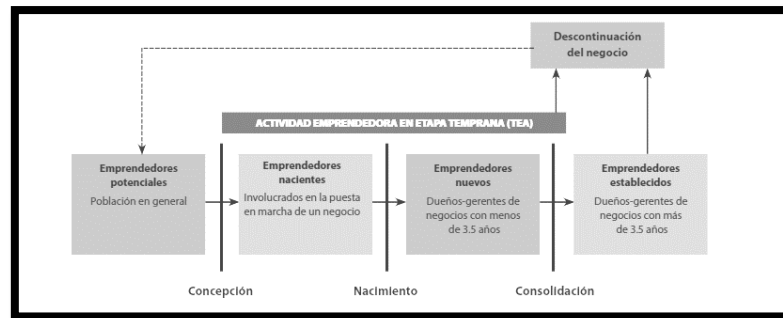 Descontinuación
del negocio
ACTIVIDAD EMPRENDEDORA EN ETAPA TEMPRANA (TEA)
Emprendedores
potenciales
Población en general
Emprendedores
nacientes
Involucrados en la puesta
en marcha de un negocio
Emprendedores
nuevos
Dueños-gerentes de
negocios con menos
de 3.5 años
Emprendedores
establecidos
Dueños-gerentes de
negocios con más
de 3.5 años
Concepción
Nacimiento
Consolidación